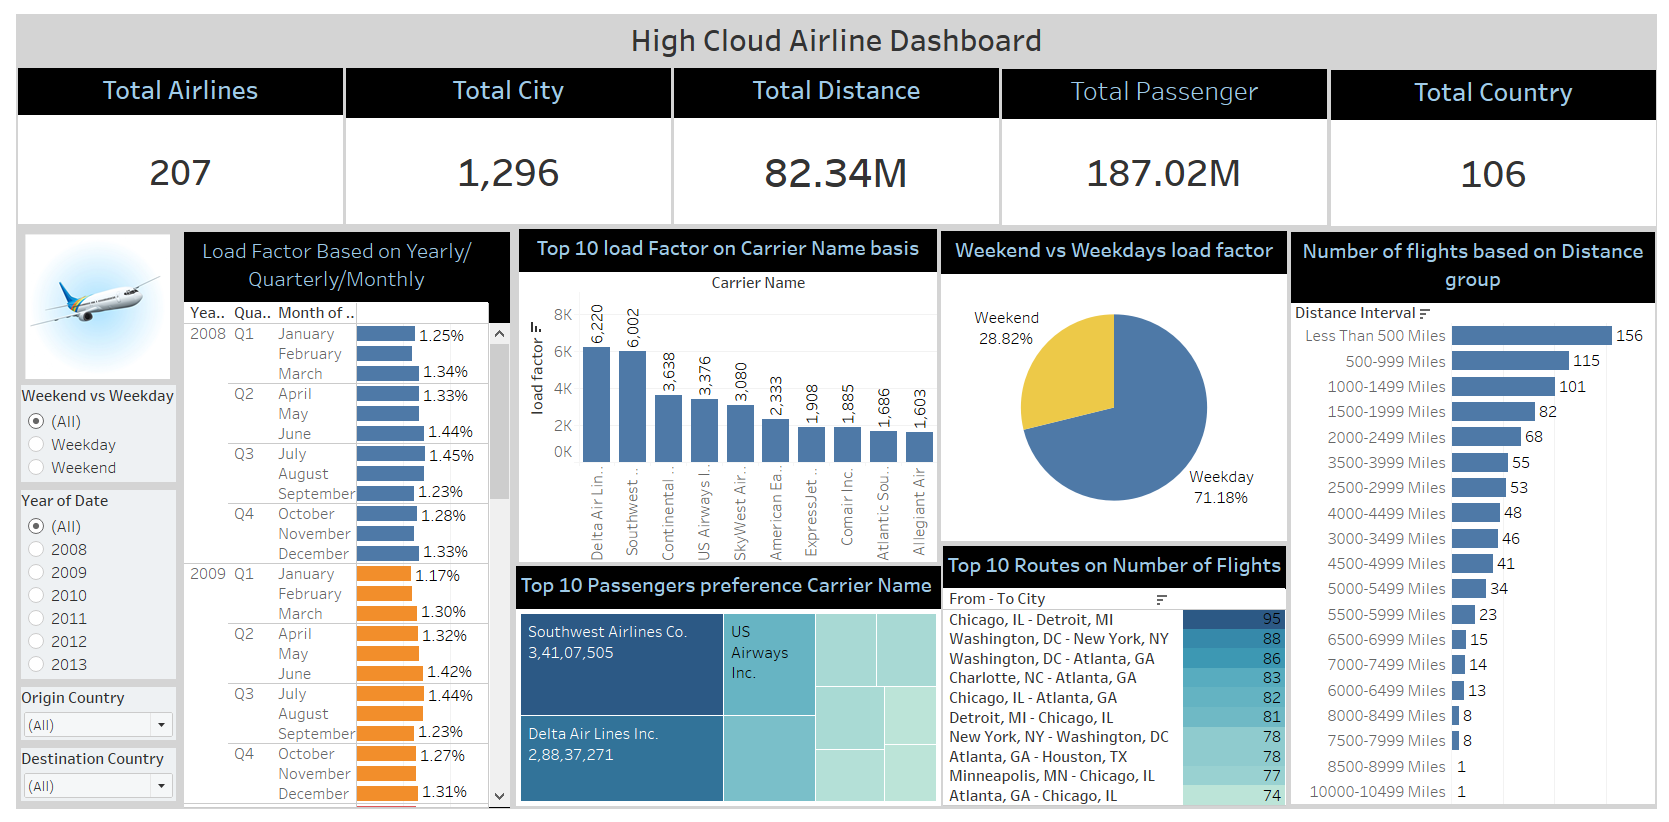 High Cloud Airline Dashboard
Total Airlines
207
Total City
1,296
Total Distance
82.34M
Total Passenger
187.02M
Total Country
106
Weekend vs Weekday
(All)
Weekday
Weekend
Year of Date
(All)
2008
2009
2010
2011
2012
2013
Origin Country
(All)
Destination Country
(All)
Load Factor Based on Yearly/
Quarterly/Monthly
Yea.. Qua.. Month of ..
2008 Q1 January 1.25%
February
March 1.34%
Q2 April 1.33%
May
June 1.44%
Q3 July 1.45%
August
September 1.23%
Q4 October 1.28%
November
December 1.33%
2009 Q1 January 1.17%
February
March 1.30%
Q2 April 1.32%
May
June 1.42%
Q3 July 1.44%
August
September 1.23%
Q4 October 1.27%
November
December 1.31%
Top 10 load Factor on Carrier Name basis
Carrier Name
load factor
8K
6K
4K
2K
0K
6,220
6,002
3,638
3,376
3,080
2,333
1,908
1,885
1,686
1,603
Delta Air Lin..
Southwest ..
Continental ..
US Airways I..
SkyWest Air..
American Ea..
ExpressJet ..
Comair Inc.
Atlantic Sou..
Allegiant Air
Top 10 Passengers preference Carrier Name
Southwest Airlines Co.
3,41,07,505
Delta Air Lines Inc.
2,88,37,271
US
Airways
Inc.
Weekend vs Weekdays load factor
Weekend
28.82%
Weekday
71.18%
Top 10 Routes on Number of Flights
From - To City
Chicago, IL - Detroit, MI 95
Washington, DC - New York, NY 88
Washington, DC - Atlanta, GA 86
Charlotte, NC - Atlanta, GA 83
Chicago, IL - Atlanta, GA 82
Detroit, MI - Chicago, IL 81
New York, NY - Washington, DC 78
Atlanta, GA - Houston, TX 78
Minneapolis, MN - Chicago, IL 77
Atlanta, GA - Chicago, IL 74
Number of flights based on Distance
group
Distance Interval
Less Than 500 Miles 156
500-999 Miles 115
1000-1499 Miles 101
1500-1999 Miles 82
2000-2499 Miles 68
3500-3999 Miles 55
2500-2999 Miles 53
4000-4499 Miles 48
3000-3499 Miles 46
4500-4999 Miles 41
5000-5499 Miles 34
5500-5999 Miles 23
6500-6999 Miles 15
7000-7499 Miles 14
6000-6499 Miles 13
8000-8499 Miles 8
7500-7999 Miles 8
8500-8999 Miles 1
10000-10499 Miles 1